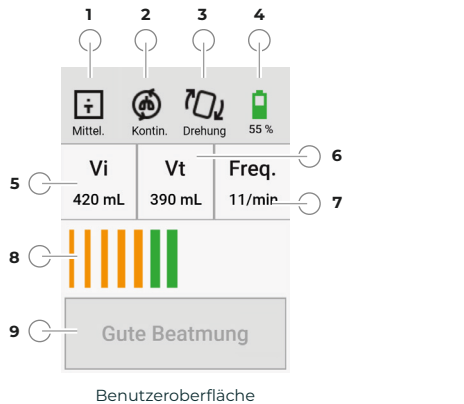 1 2 3 4
Mittel. Kontin. Drehung 55 %
6
Vi Vt Freq.
5
420 mL 390 mL 11/min
7
8
9 Gute Beatmung
Benutzeroberfläche